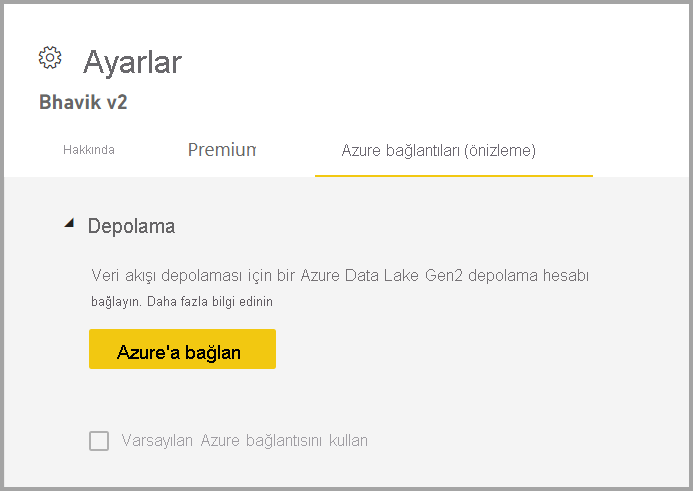 Ayarlar
Bhavik v2
Hakkında Premium Azure bağlantıları (önizleme)
Depolama
Veri akışı depolaması için bir Azure Data Lake Gen2 depolama hesabı
bağlayın. Daha fazla bilgi edinin
Azure'a bağlan
Varsayılan Azure bağlantısını kullan